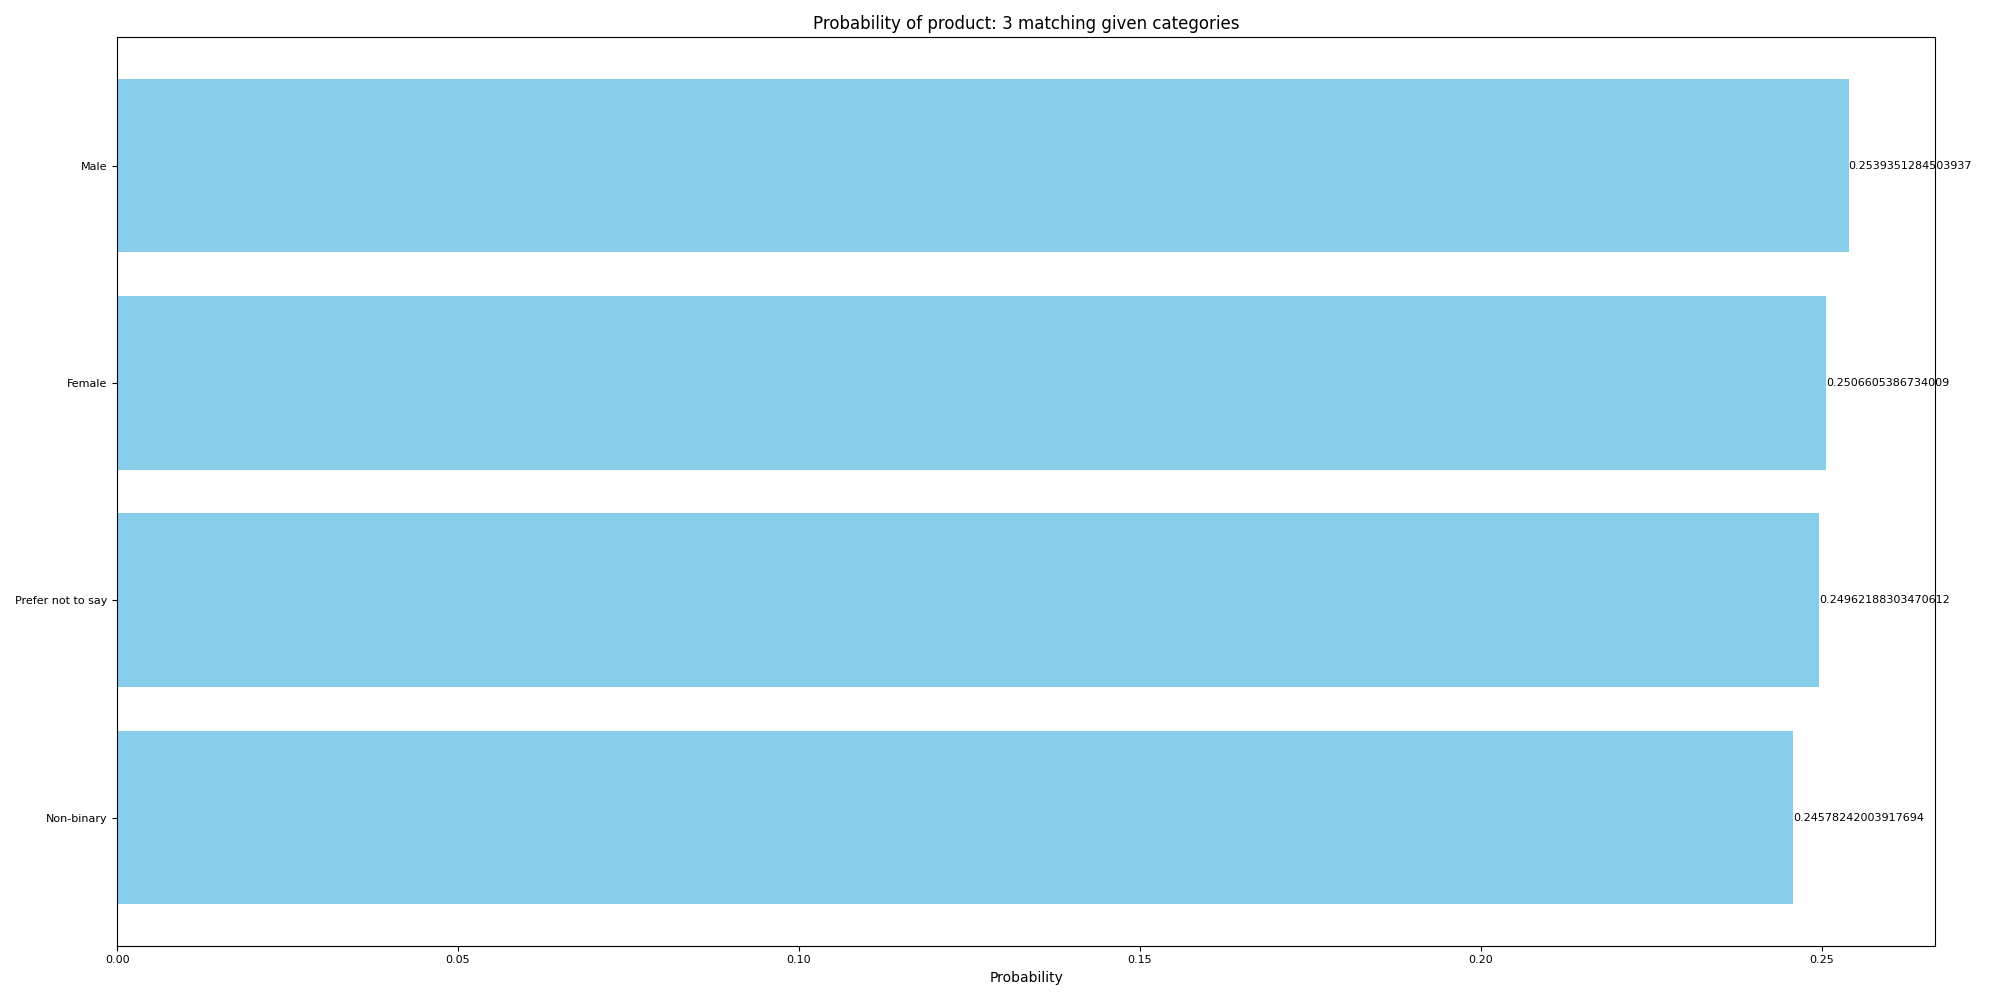 Probability of product: 3 matching given categories
Male
0.2539351284503937
Female
0.2506605386734009
Prefer not to say
0.24962188303470612
Non-binary
0.24578242003917694
0.00 0.05 0.10 0.15 0.20 0.25
Probability